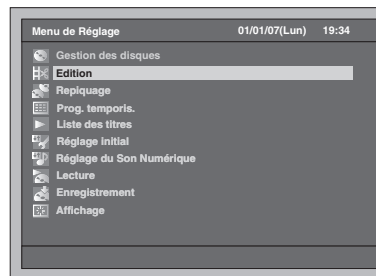 Menu de Réglage 01/01/07(Lun) 19:34
Gestion des disques
Edition
Repiquage
Prog. temporis.
Liste des titres
Réglage initial
Réglage du Son Numérique
Lecture
Enregistrement
Affichage